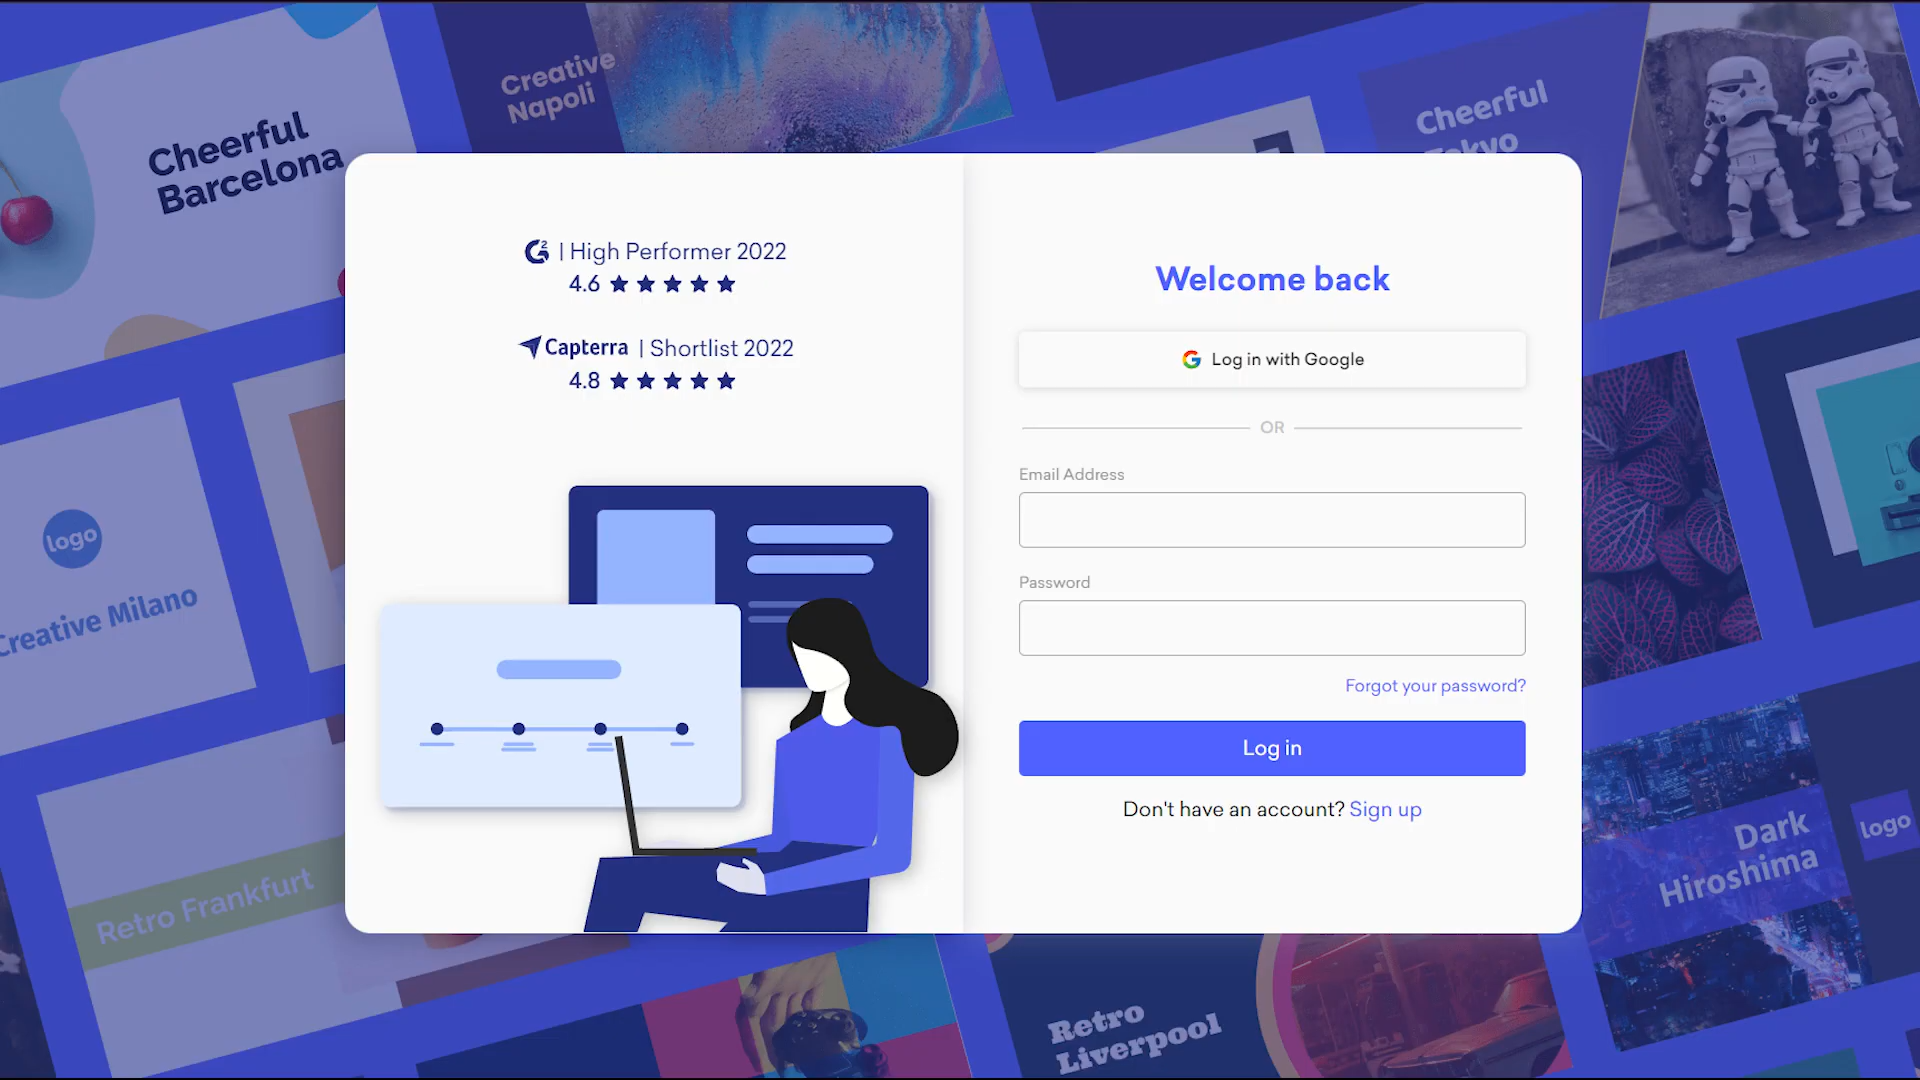 Creative
Napoli
Cheerful
Barcelona
Cheerful
Tokyo
G2 | High Performer 2022
4.6
Capterra | Shortlist 2022
4.8
Welcome back
Log in with Google
OR
Email Address
Password
Forgot your password?
Log in
Don't have an account? Sign up
logo
Creative Milano
Retro Frankfurt
Dark
Hiroshima
logo
Retro
Liverpool